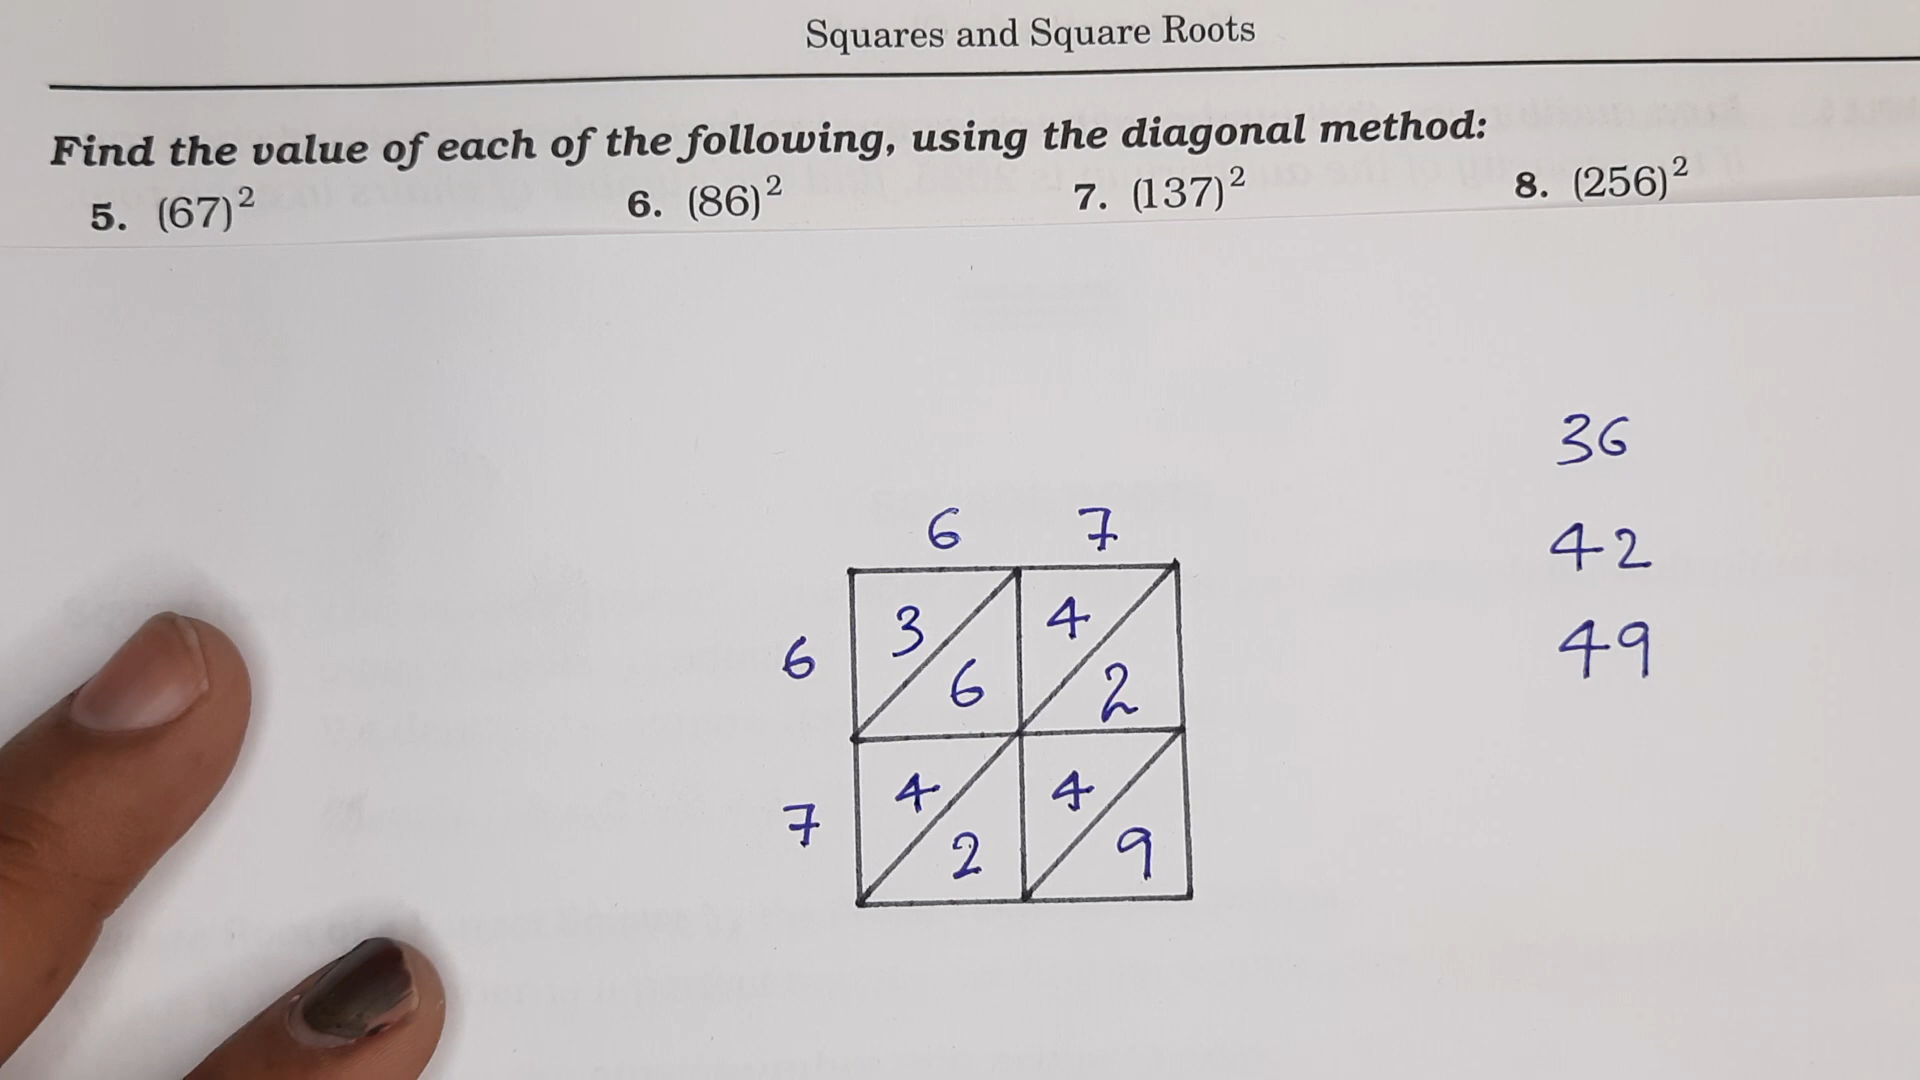 Squares and Square Roots
Find the value of each of the following, using the diagonal method:
5. (67)² 6. (86)² 7. (137)² 8. (256)²
36
42
49
6 7
6 3 4
6 2
7 4 4
2 9